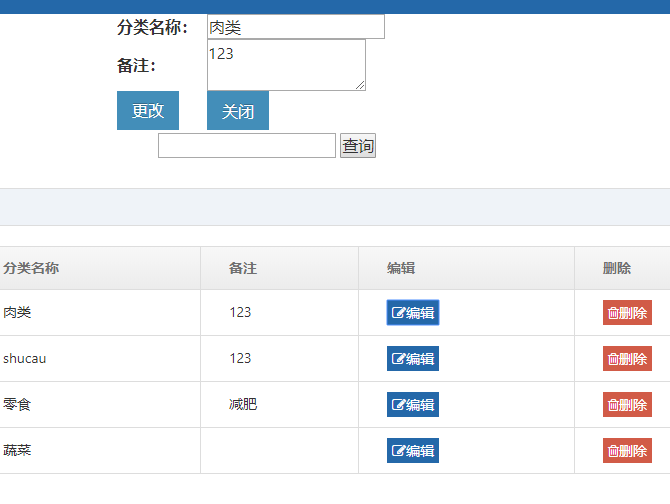 分类名称： 肉类
备注： 123
更改 关闭
查询
分类名称 备注 编辑 删除
肉类 123 编辑 删除
shucau 123 编辑 删除
零食 减肥 编辑 删除
蔬菜 编辑 删除